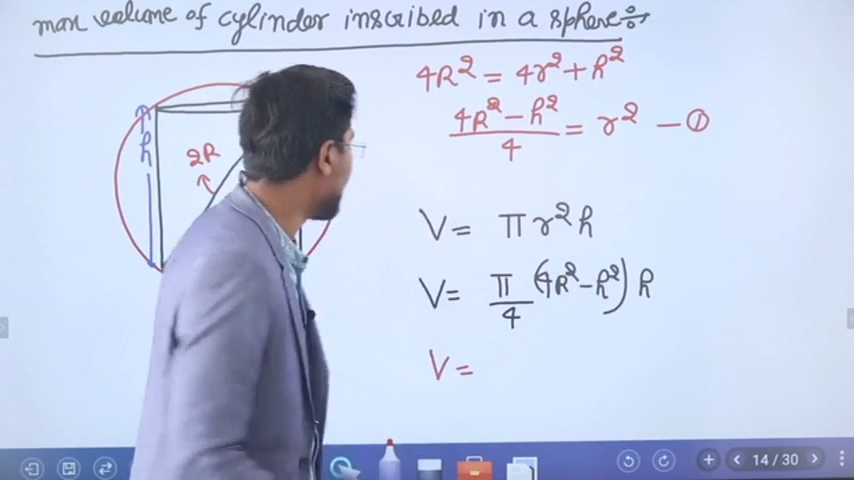 max volume of cylinder inscribed in a sphere÷
4R² = 4r² + h²
(4R² - h²)/4 = r² - ①
h
2R
V = πr²h
V = π/4 (4R² - h²) h
V =
14 / 30